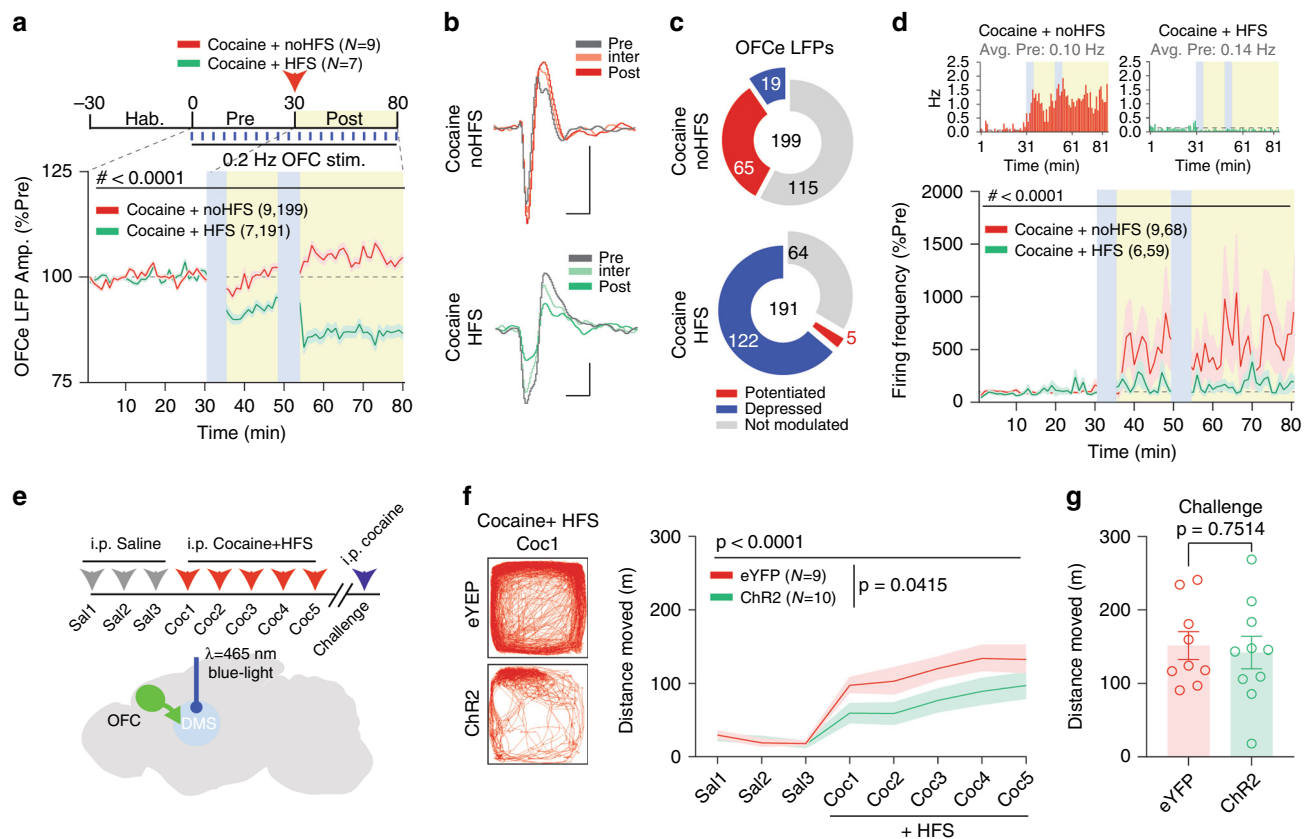 a
Cocaine + noHFS (N=9)
Cocaine + HFS (N=7)
−30
0
30
80
Hab.
Pre
Post
0.2 Hz OFC stim.
125
100
75
OFCe LFP Amp. (%Pre)
# < 0.0001
Cocaine + noHFS (9,199)
Cocaine + HFS (7,191)
10 20 30 40 50 60 70 80
Time (min)
b
Pre
inter
Post
Cocaine
noHFS
Pre
inter
Post
Cocaine
HFS
c
OFCe LFPs
Cocaine
noHFS
19
199
65
115
Cocaine
HFS
64
191
122
5
Potentiated
Depressed
Not modulated
d
Cocaine + noHFS
Avg. Pre: 0.10 Hz
Hz
2.5
2.0
1.5
1.0
0.5
0.0
1 31 61 81
Time (min)
Cocaine + HFS
Avg. Pre: 0.14 Hz
2.5
2.0
1.5
1.0
0.5
0.0
1 31 61 81
Time (min)
Firing frequency (%Pre)
2000
1500
1000
500
0
# < 0.0001
Cocaine + noHFS (9,68)
Cocaine + HFS (6,59)
10 20 30 40 50 60 70 80
Time (min)
e
i.p. Saline
i.p. Cocaine+HFS
i.p. cocaine
Sal1
Sal2
Sal3
Coc1
Coc2
Coc3
Coc4
Coc5
Challenge
λ=465 nm
blue-light
OFC
DMS
f
Cocaine+ HFS
Coc1
eYEP
ChR2
Distance moved (m)
300
200
100
0
p < 0.0001
eYFP (N=9)
ChR2 (N=10)
p = 0.0415
Sal1
Sal2
Sal3
Coc1
Coc2
Coc3
Coc4
Coc5
+ HFS
g
Challenge
p = 0.7514
Distance moved (m)
300
200
100
0
eYFP
ChR2